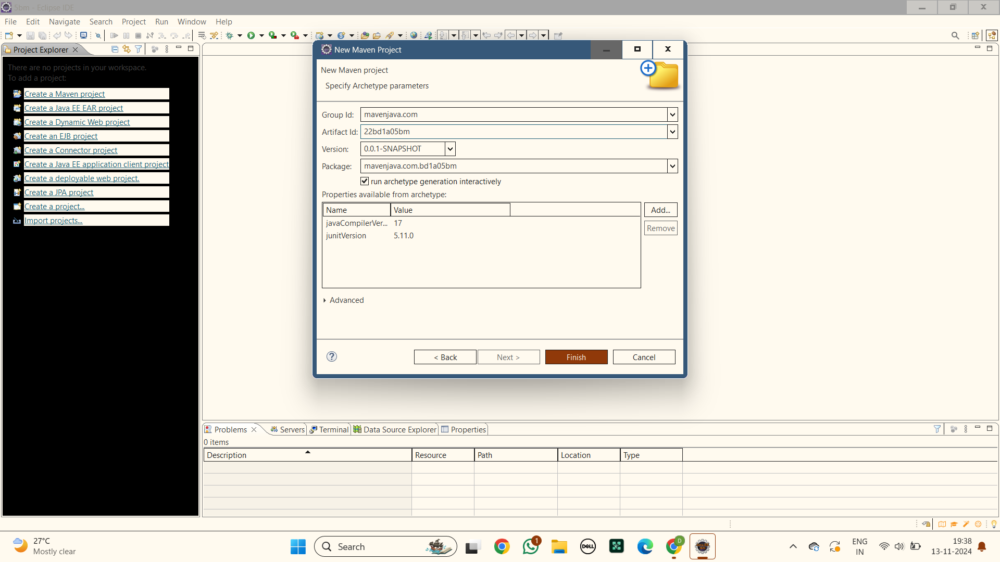 5bm - Eclipse IDE
File Edit Navigate Search Project Run Window Help
Project Explorer
There are no projects in your workspace.
To add a project:
Create a Maven project
Create a Java EE EAR project
Create a Dynamic Web project
Create an EJB project
Create a Connector project
Create a Java EE application client project
Create a deployable web project.
Create a JPA project
Create a project...
Import projects...
New Maven Project
New Maven project
Specify Archetype parameters
Group Id: mavenjava.com
Artifact Id: 22bd1a05bm
Version: 0.0.1-SNAPSHOT
Package: mavenjava.com.bd1a05bm
run archetype generation interactively
Properties available from archetype:
Name Value
Add...
javaCompilerVer... 17
Remove
junitVersion 5.11.0
Advanced
< Back Next > Finish Cancel
Problems Servers Terminal Data Source Explorer Properties
0 items
Description Resource Path Location Type
27°C
Mostly clear
Search
1
DELL
D
Java EE
IDE
ENG
IN
19:38
13-11-2024